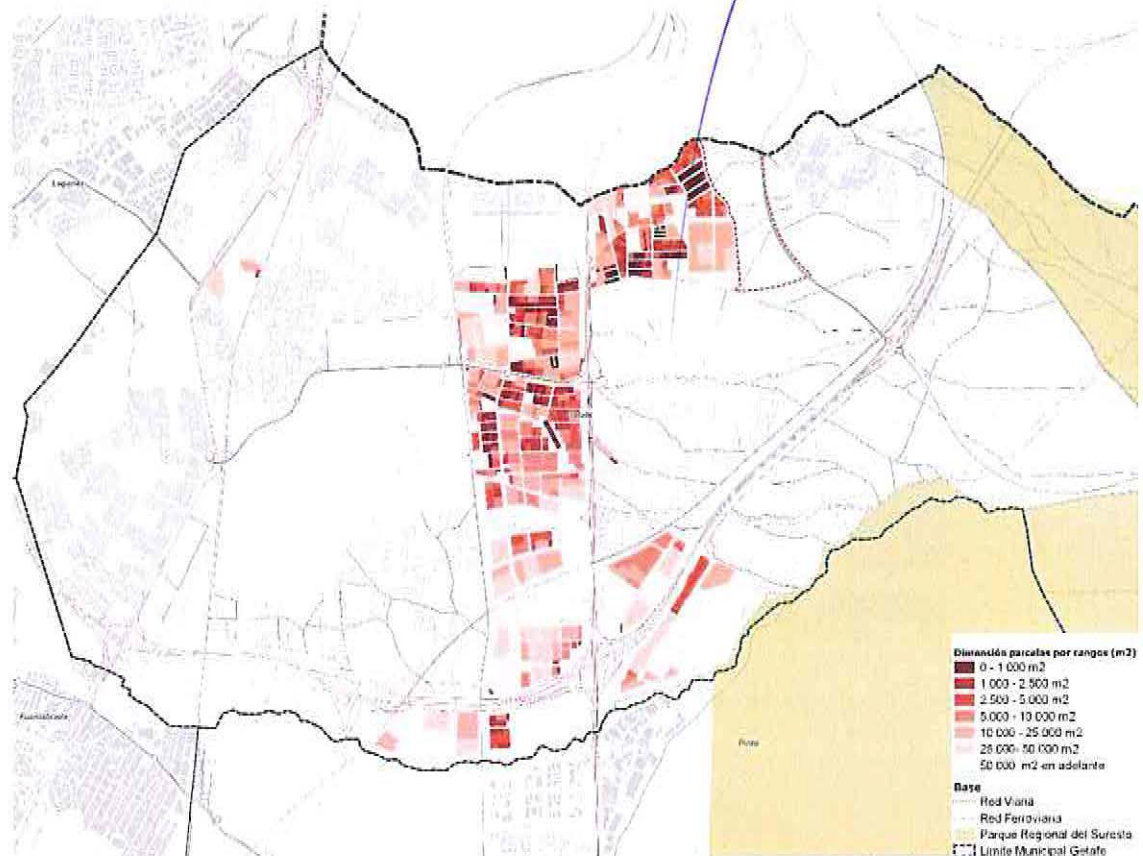 Leganés
Getafe
Fuenlabrada
Pinto
Dimensión parcelas por rangos (m2)
0 - 1 000 m2
1 000 - 2 500 m2
2 500 - 5 000 m2
5 000 - 10 000 m2
10 000 - 25 000 m2
25 000- 50 000 m2
50 000 m2 en adelante
Base
Red Viaria
Red Ferroviaria
Parque Regional del Sureste
Límite Municipal Getafe